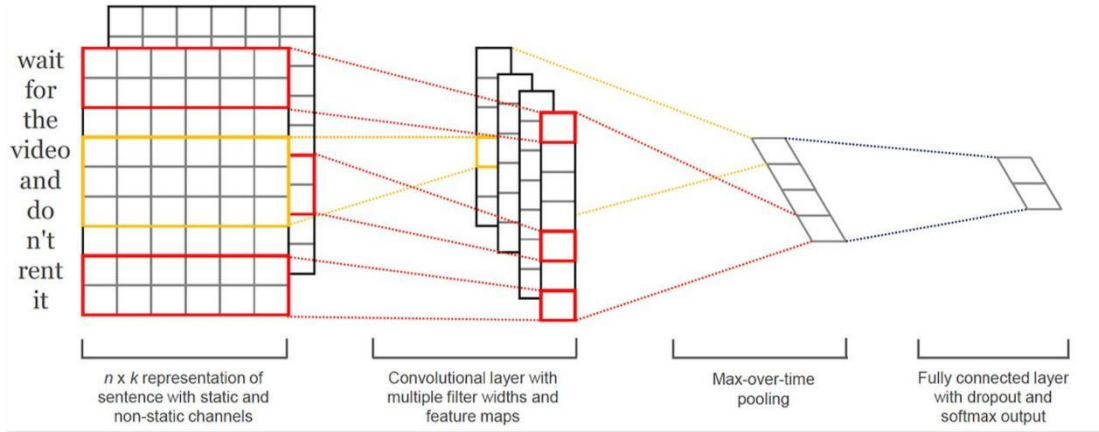 wait
for
the
video
and
do
n't
rent
it
n x k representation of
sentence with static and
non-static channels
Convolutional layer with
multiple filter widths and
feature maps
Max-over-time
pooling
Fully connected layer
with dropout and
softmax output